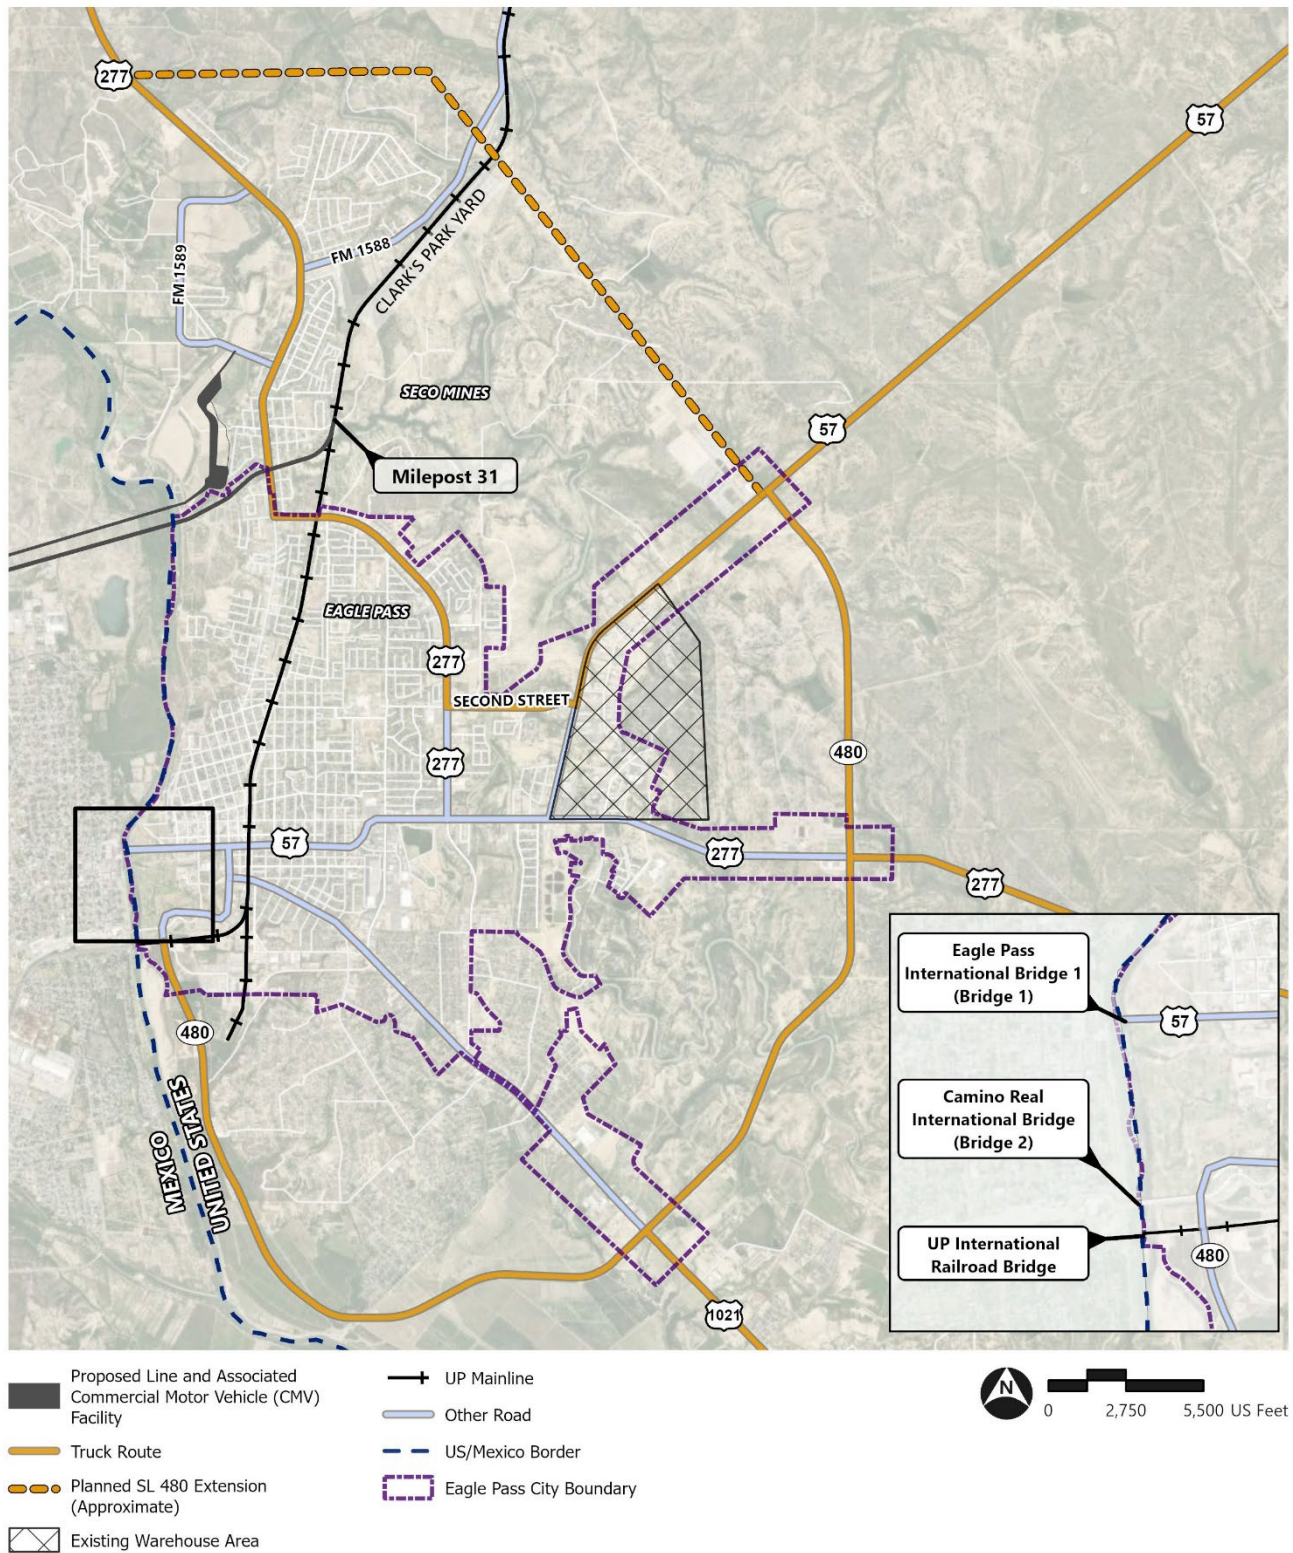 277
57
FM 1588
CLARK'S PARK YARD
FM 1589
SECO MINES
57
Milepost 31
EAGLE PASS
277
SECOND STREET
277
480
57
277
277
480
MEXICO
UNITED STATES
1021
Eagle Pass
International Bridge 1
(Bridge 1)
57
Camino Real
International Bridge
(Bridge 2)
UP International
Railroad Bridge
480
Proposed Line and Associated
Commercial Motor Vehicle (CMV)
Facility
Truck Route
Planned SL 480 Extension
(Approximate)
Existing Warehouse Area
UP Mainline
Other Road
US/Mexico Border
Eagle Pass City Boundary
N
0 2,750 5,500 US Feet